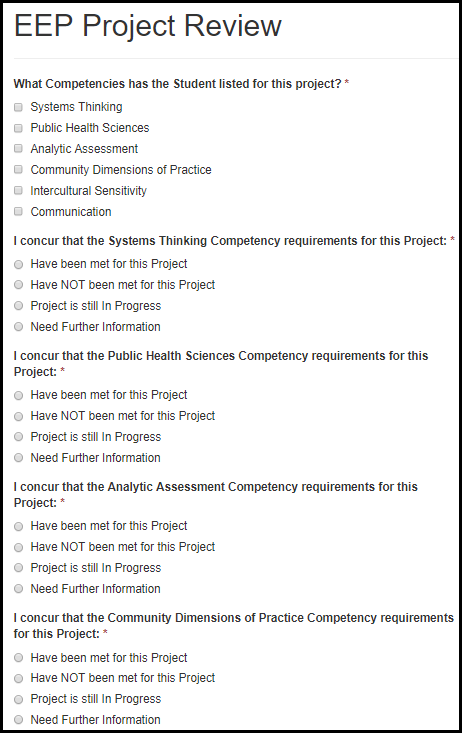 EEP Project Review
What Competencies has the Student listed for this project? *
Systems Thinking
Public Health Sciences
Analytic Assessment
Community Dimensions of Practice
Intercultural Sensitivity
Communication
I concur that the Systems Thinking Competency requirements for this Project: *
Have been met for this Project
Have NOT been met for this Project
Project is still In Progress
Need Further Information
I concur that the Public Health Sciences Competency requirements for this
Project: *
Have been met for this Project
Have NOT been met for this Project
Project is still In Progress
Need Further Information
I concur that the Analytic Assessment Competency requirements for this
Project: *
Have been met for this Project
Have NOT been met for this Project
Project is still In Progress
Need Further Information
I concur that the Community Dimensions of Practice Competency requirements
for this Project: *
Have been met for this Project
Have NOT been met for this Project
Project is still In Progress
Need Further Information